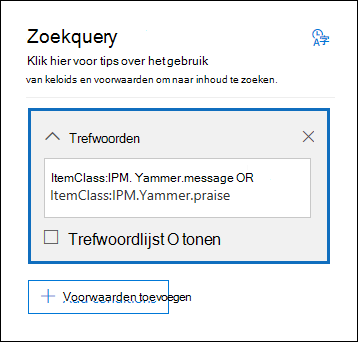 Zoekquery
Klik hier voor tips over het gebruik
van keloids en voorwaarden om naar inhoud te zoeken.
Trefwoorden
ItemClass:IPM. Yammer.message OR
ItemClass:IPM.Yammer.praise
Trefwoordlijst O tonen
Voorwaarden toevoegen